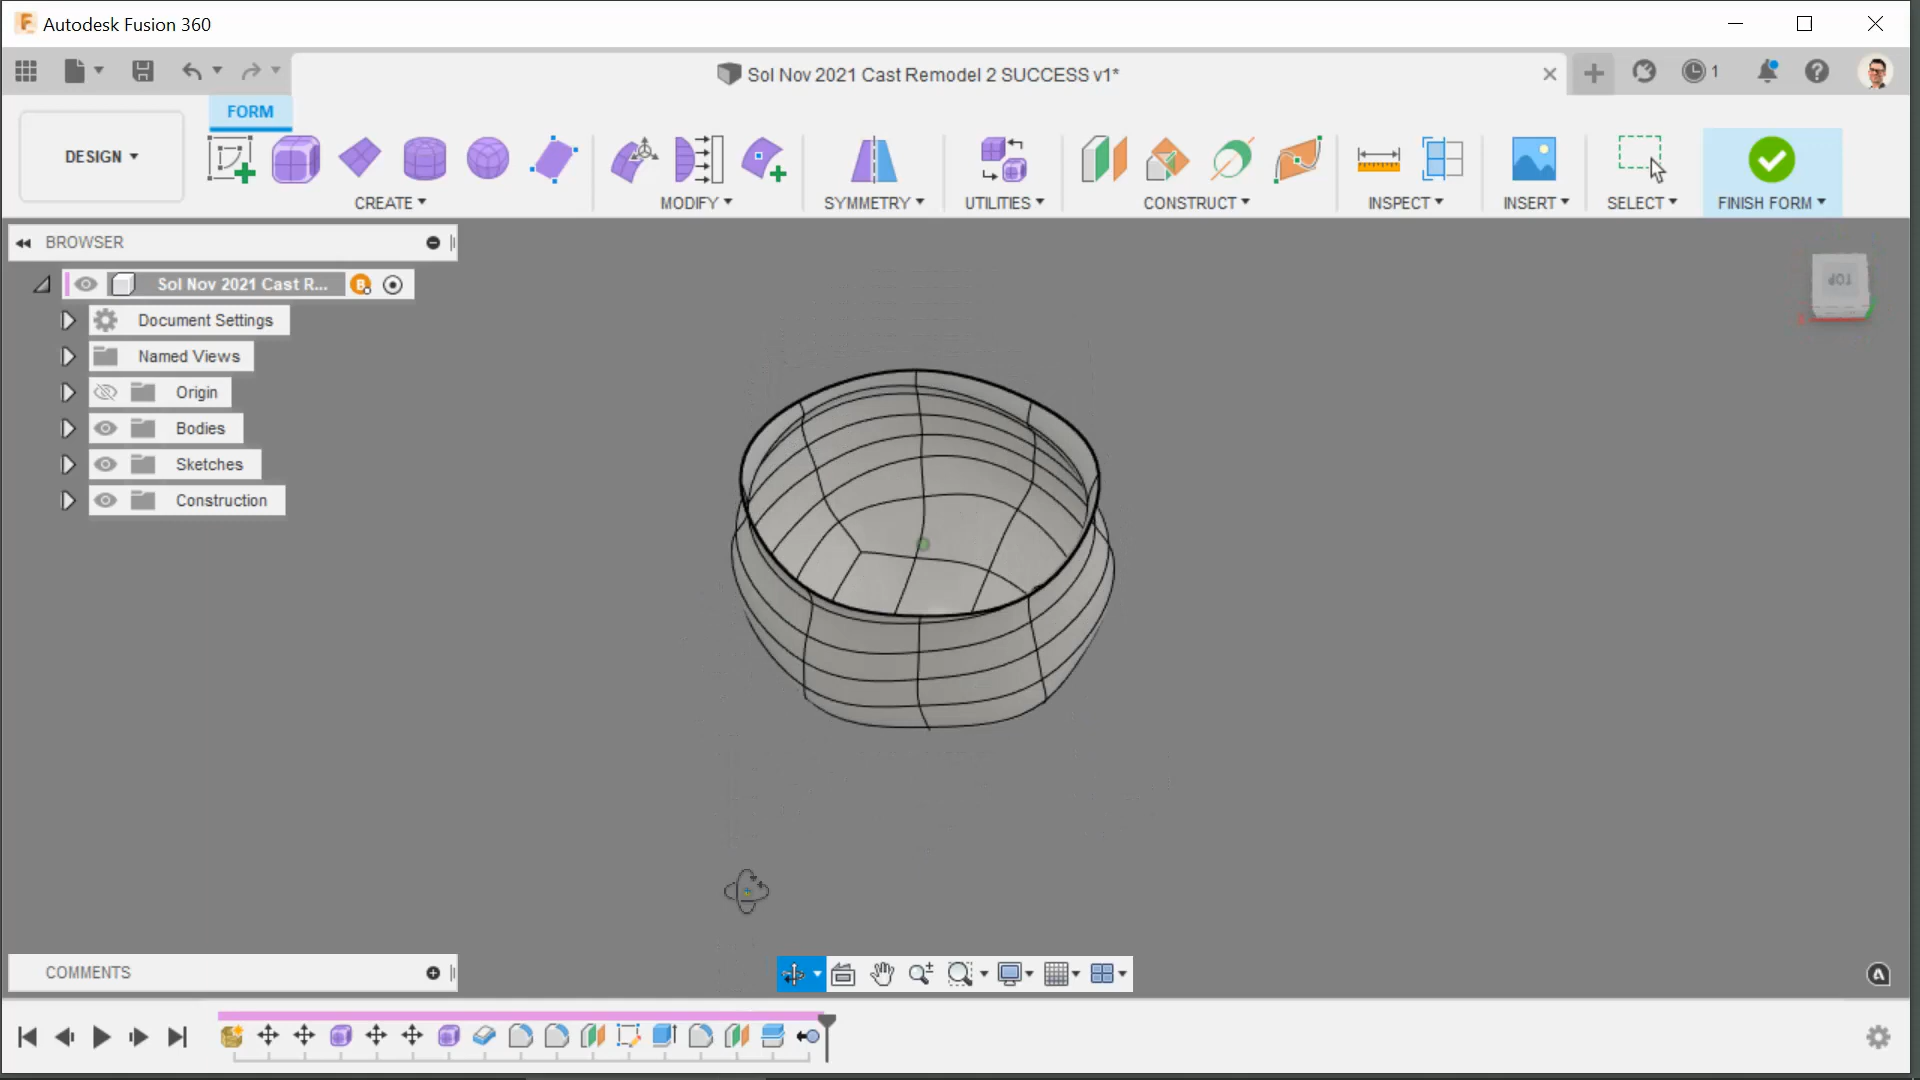 Autodesk Fusion 360
Sol Nov 2021 Cast Remodel 2 SUCCESS v1*
1
FORM
DESIGN
CREATE
MODIFY
SYMMETRY
UTILITIES
CONSTRUCT
INSPECT
INSERT
SELECT
FINISH FORM
BROWSER
Sol Nov 2021 Cast R...
B
Document Settings
Named Views
Origin
Bodies
Sketches
Construction
TOP
COMMENTS